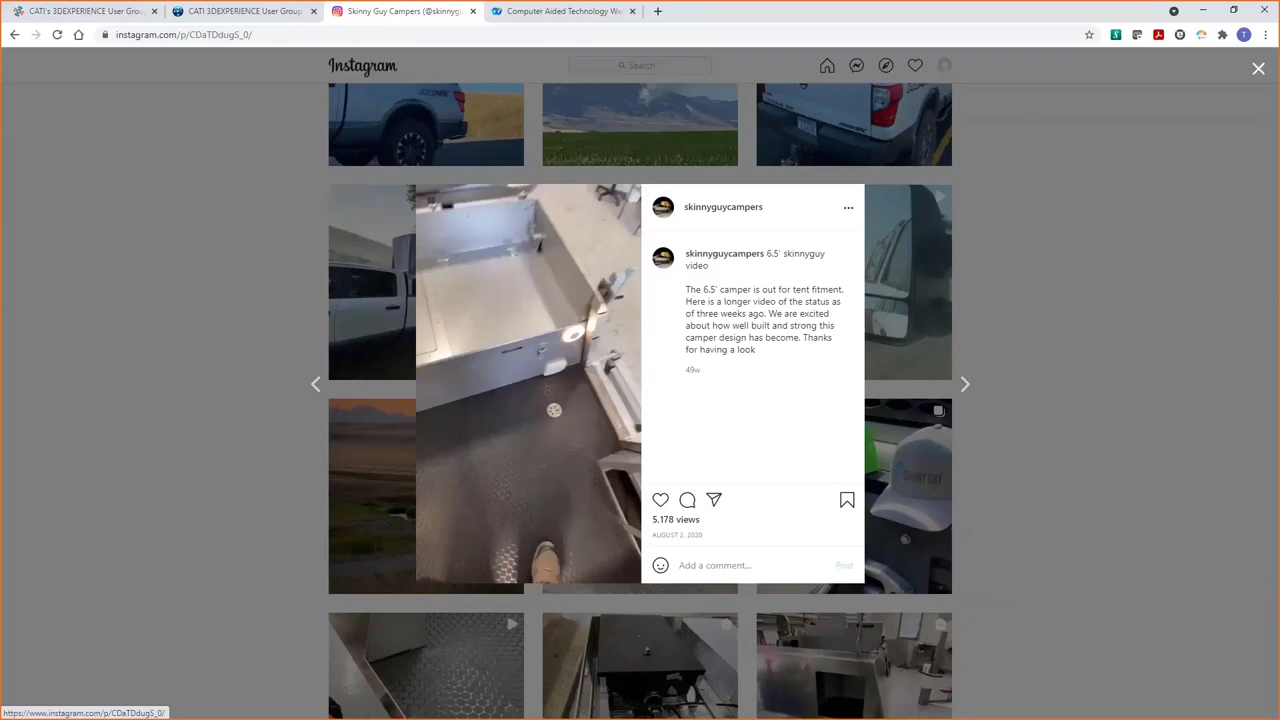 CATI's 3DEXPERIENCE User Grou
CATI 3DEXPERIENCE User Group
Skinny Guy Campers (@skinnygu
Computer Aided Technology We
instagram.com/p/CDaTDdugS_0/
T
Instagram
Search
skinnyguycampers
skinnyguycampers 6.5' skinnyguy
video
The 6.5' camper is out for tent fitment.
Here is a longer video of the status as
of three weeks ago. We are excited
about how well built and strong this
camper design has become. Thanks
for having a look
49w
5,178 views
AUGUST 2, 2020
Add a comment...
Post
https://www.instagram.com/p/CDaTDdugS_0/